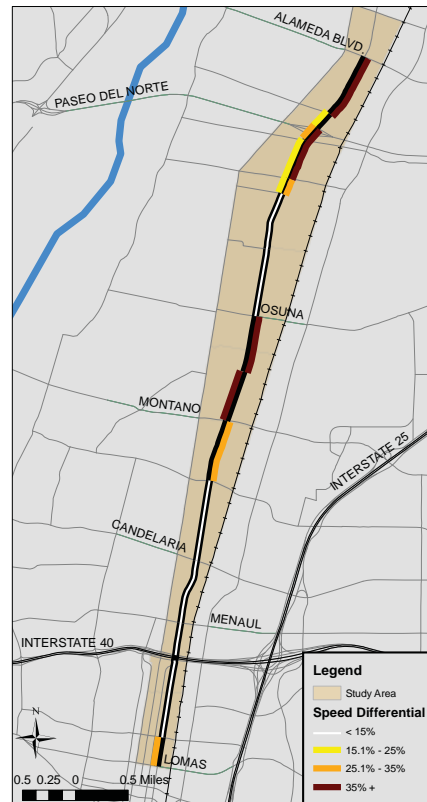 ALAMEDA BLVD.
PASEO DEL NORTE
OSUNA
MONTANO
INTERSTATE 25
CANDELARIA
MENAUL
INTERSTATE 40
LOMAS
N
0.5 0.25 0 0.5 Miles
Legend
Study Area
Speed Differential
< 15%
15.1% - 25%
25.1% - 35%
35% +